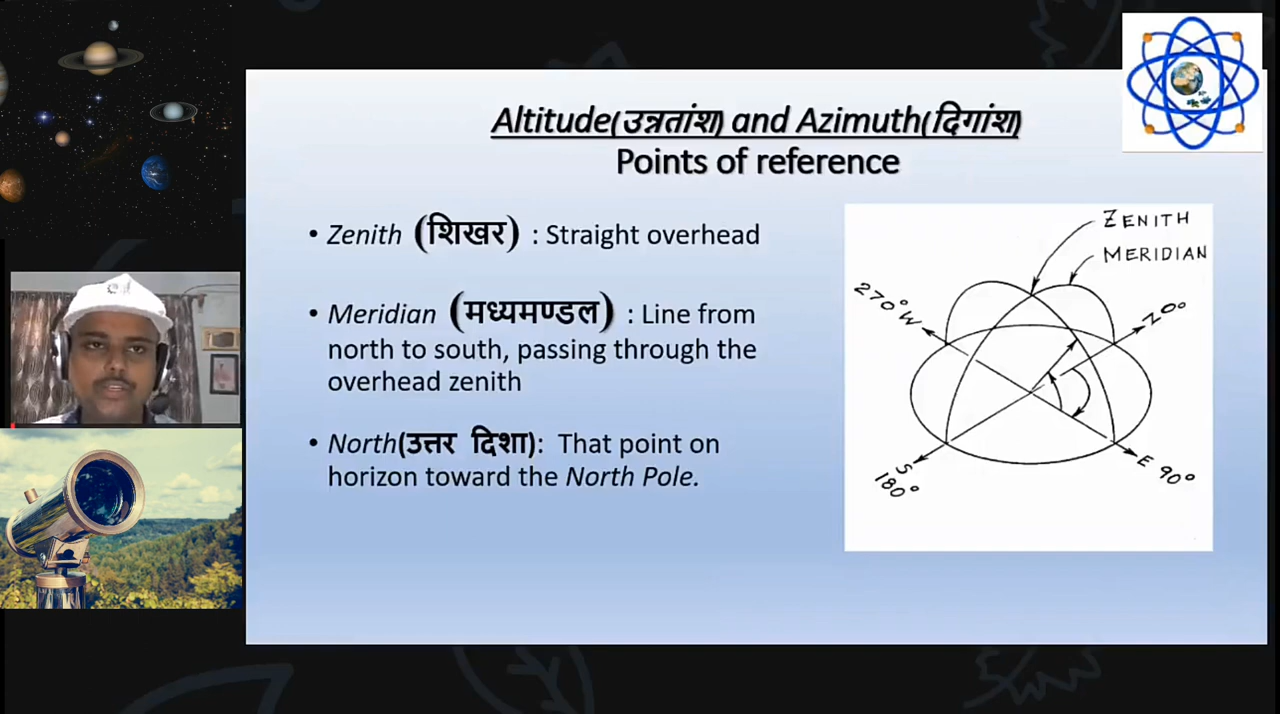 Altitude(उन्नतांश) and Azimuth(दिगांश)
Points of reference
• Zenith (शिखर) : Straight overhead
• Meridian (मध्यमण्डल) : Line from
north to south, passing through the
overhead zenith
• North(उत्तर दिशा): That point on
horizon toward the North Pole.
ZENITH
MERIDIAN
270° W
N 0°
S
180°
E 90°